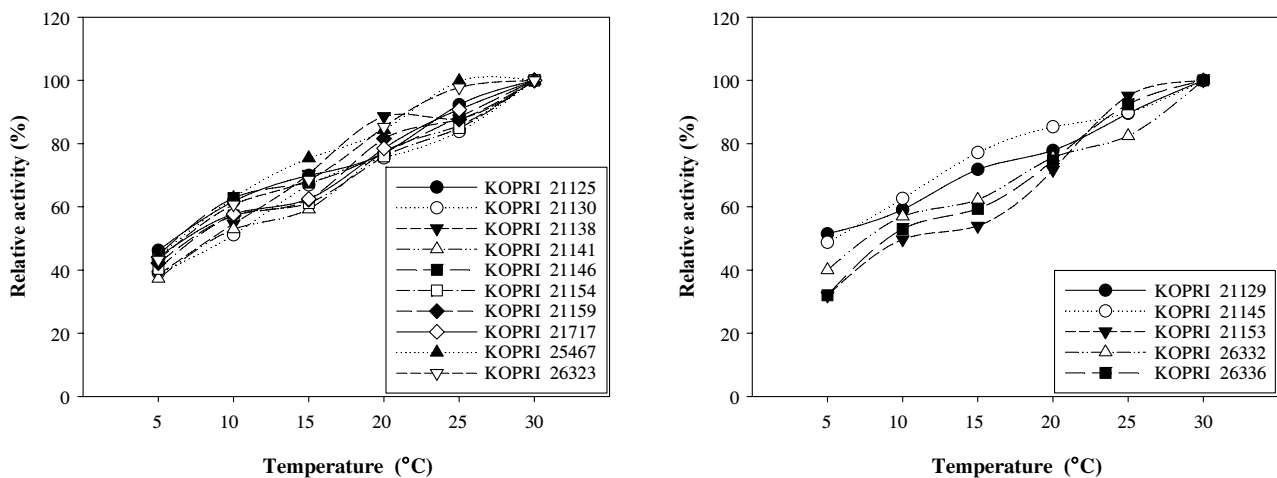 120
100
80
60
40
20
0
Relative activity (%)
5 10 15 20 25 30
Temperature (°C)
KOPRI 21125
KOPRI 21130
KOPRI 21138
KOPRI 21141
KOPRI 21146
KOPRI 21154
KOPRI 21159
KOPRI 21717
KOPRI 25467
KOPRI 26323
120
100
80
60
40
20
0
Relative activity (%)
5 10 15 20 25 30
Temperature (°C)
KOPRI 21129
KOPRI 21145
KOPRI 21153
KOPRI 26332
KOPRI 26336